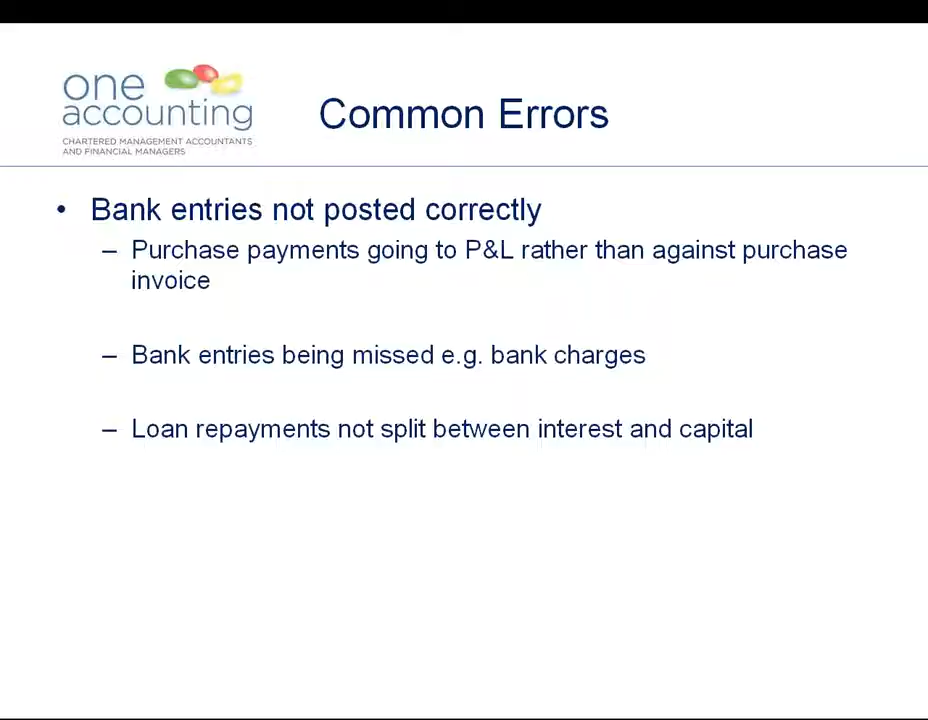 one
accounting
CHARTERED MANAGEMENT ACCOUNTANTS
AND FINANCIAL MANAGERS
Common Errors
• Bank entries not posted correctly
– Purchase payments going to P&L rather than against purchase
invoice
– Bank entries being missed e.g. bank charges
– Loan repayments not split between interest and capital